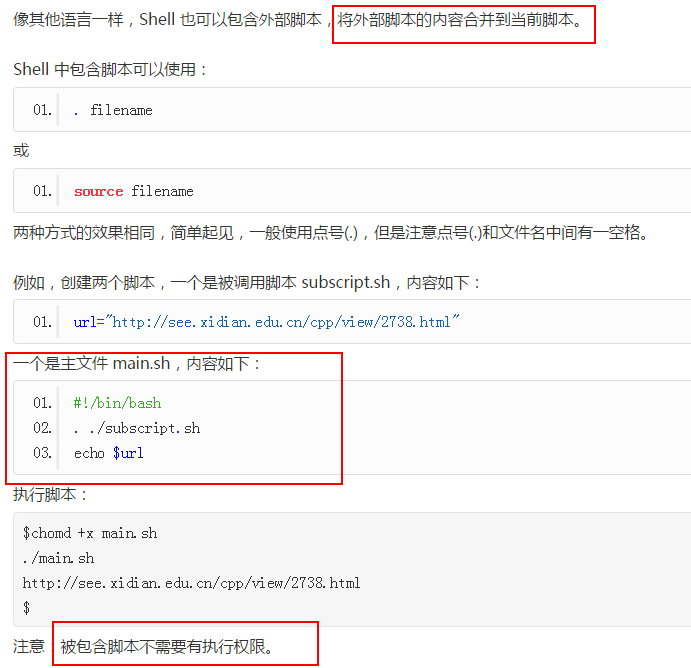 像其他语言一样，Shell 也可以包含外部脚本，将外部脚本的内容合并到当前脚本。
Shell 中包含脚本可以使用：
01. . filename
或
01. source filename
两种方式的效果相同，简单起见，一般使用点号(.)，但是注意点号(.)和文件名中间有一空格。
例如，创建两个脚本，一个是被调用脚本 subscript.sh，内容如下：
01. url="http://see.xidian.edu.cn/cpp/view/2738.html"
一个是主文件 main.sh，内容如下：
01. #!/bin/bash
02. . ./subscript.sh
03. echo $url
执行脚本：
$chomd +x main.sh
./main.sh
http://see.xidian.edu.cn/cpp/view/2738.html
$
注意：被包含脚本不需要有执行权限。